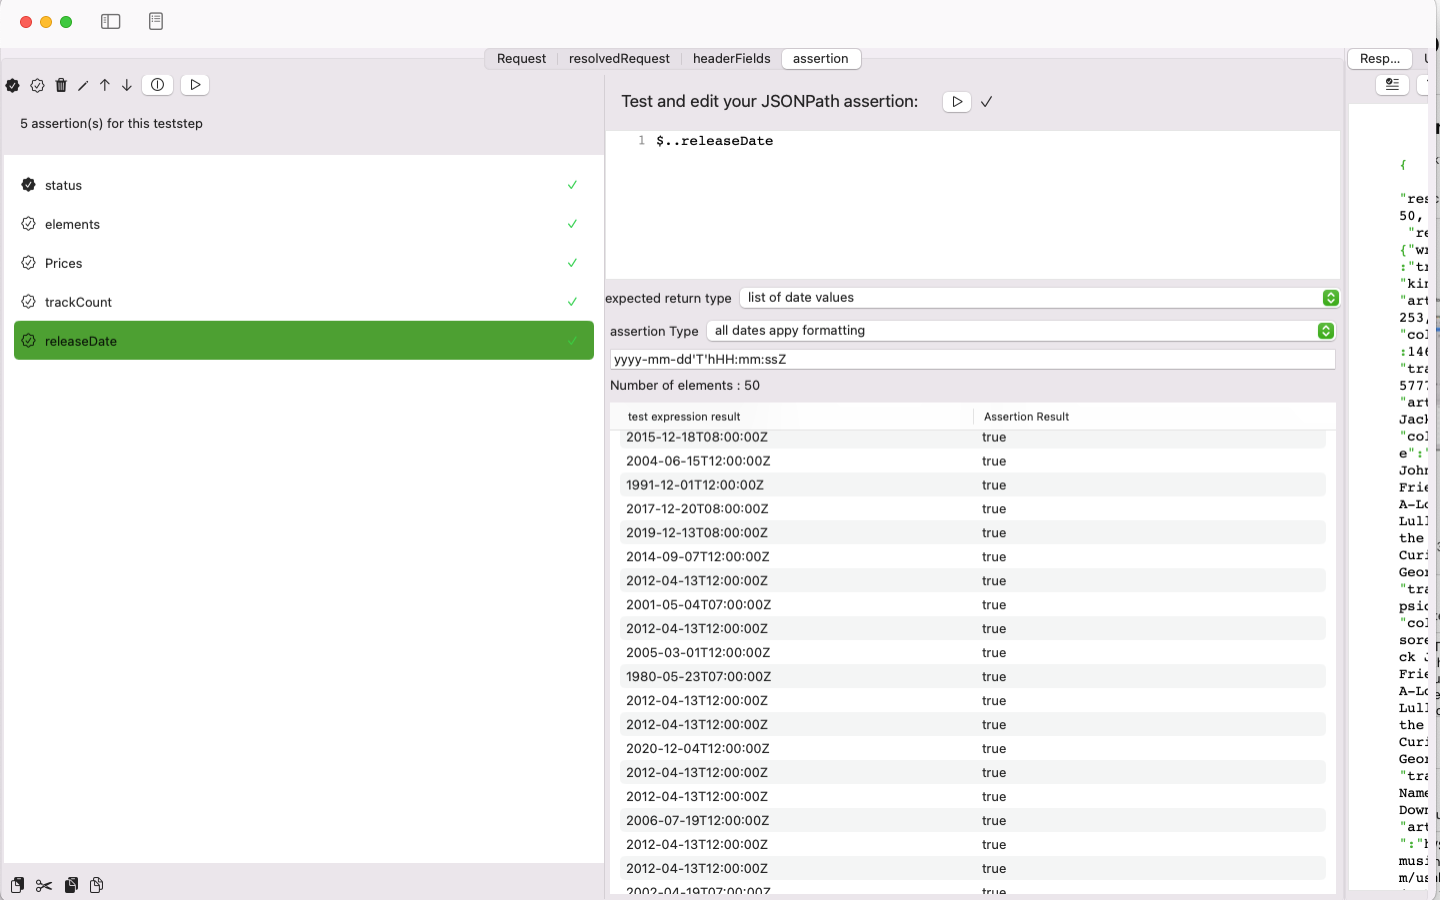 Request
resolvedRequest
headerFields
assertion
Resp...
5 assertion(s) for this teststep
status
elements
Prices
trackCount
releaseDate
Test and edit your JSONPath assertion:
1 $..releaseDate
expected return type list of date values
assertion Type all dates appy formatting
yyyy-mm-dd'T'hHH:mm:ssZ
Number of elements : 50
test expression result Assertion Result
2015-12-18T08:00:00Z true
2004-06-15T12:00:00Z true
1991-12-01T12:00:00Z true
2017-12-20T08:00:00Z true
2019-12-13T08:00:00Z true
2014-09-07T12:00:00Z true
2012-04-13T12:00:00Z true
2001-05-04T07:00:00Z true
2012-04-13T12:00:00Z true
2005-03-01T12:00:00Z true
1980-05-23T07:00:00Z true
2012-04-13T12:00:00Z true
2012-04-13T12:00:00Z true
2020-12-04T12:00:00Z true
2012-04-13T12:00:00Z true
2012-04-13T12:00:00Z true
2006-07-19T12:00:00Z true
2012-04-13T12:00:00Z true
2012-04-13T12:00:00Z true
2002-04-19T07:00:00Z true
{
"res
50,
"re
{"w
:"tr
"kin
"art
253,
"col
:146
"tra
5777
"art
Jack
"col
e":"
John
Frie
A-Lo
Lull
the
Curi
Geor
"tra
psic
"col
sore
ck J
Frie
A-Lo
Lull
the
Curi
Geor
"tra
Name
Down
"art
":"h
musi
m/us